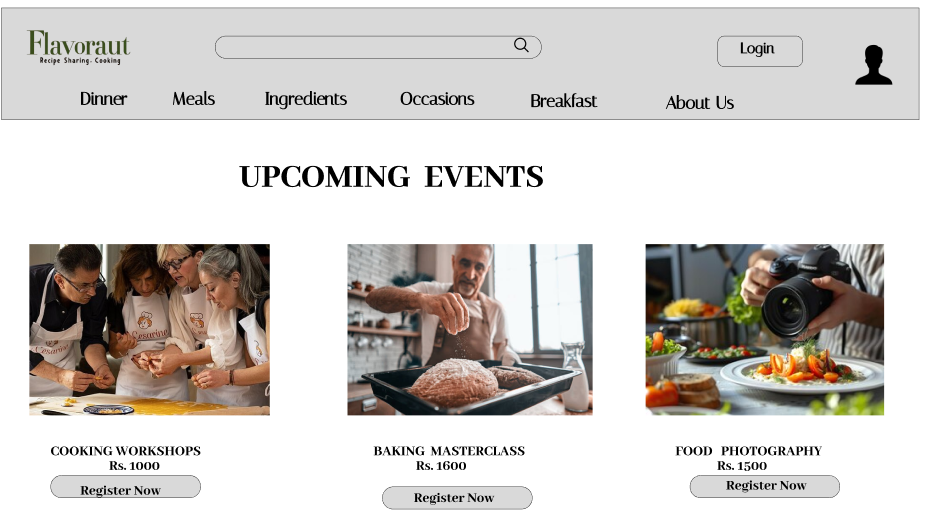 Flavoraut
Recipe Sharing- Cooking
Login
Dinner Meals Ingredients Occasions Breakfast About Us
UPCOMING EVENTS
Cesarine
COOKING WORKSHOPS
Rs. 1000
Register Now
BAKING MASTERCLASS
Rs. 1600
Register Now
FOOD PHOTOGRAPHY
Rs. 1500
Register Now